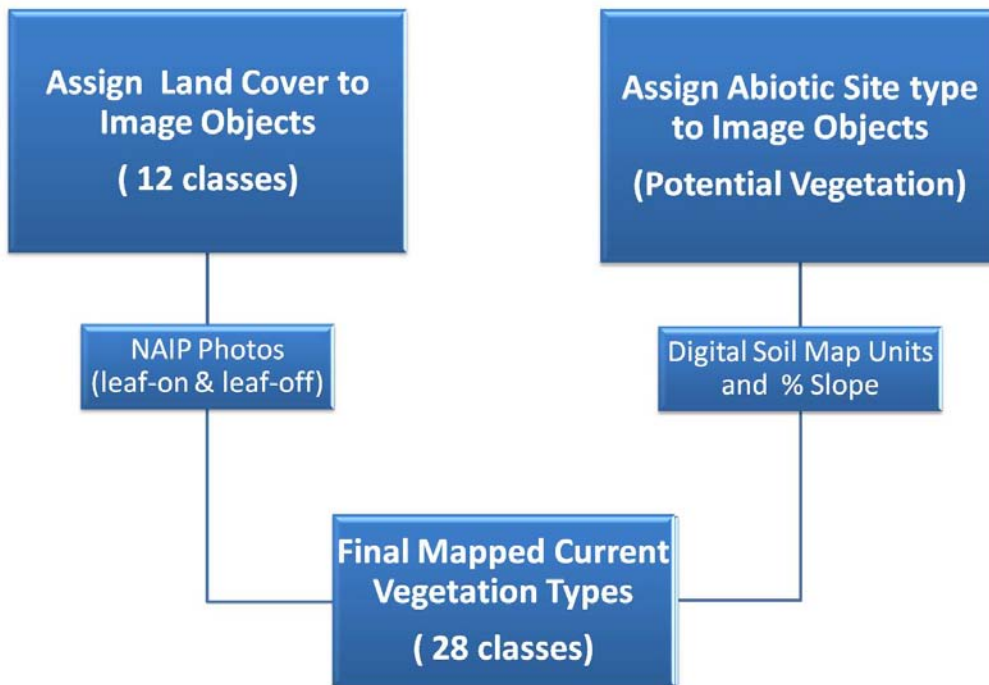 Assign Land Cover to
Image Objects
( 12 classes)
Assign Abiotic Site type
to Image Objects
(Potential Vegetation)
NAIP Photos
(leaf-on & leaf-off)
Digital Soil Map Units
and % Slope
Final Mapped Current
Vegetation Types
( 28 classes)